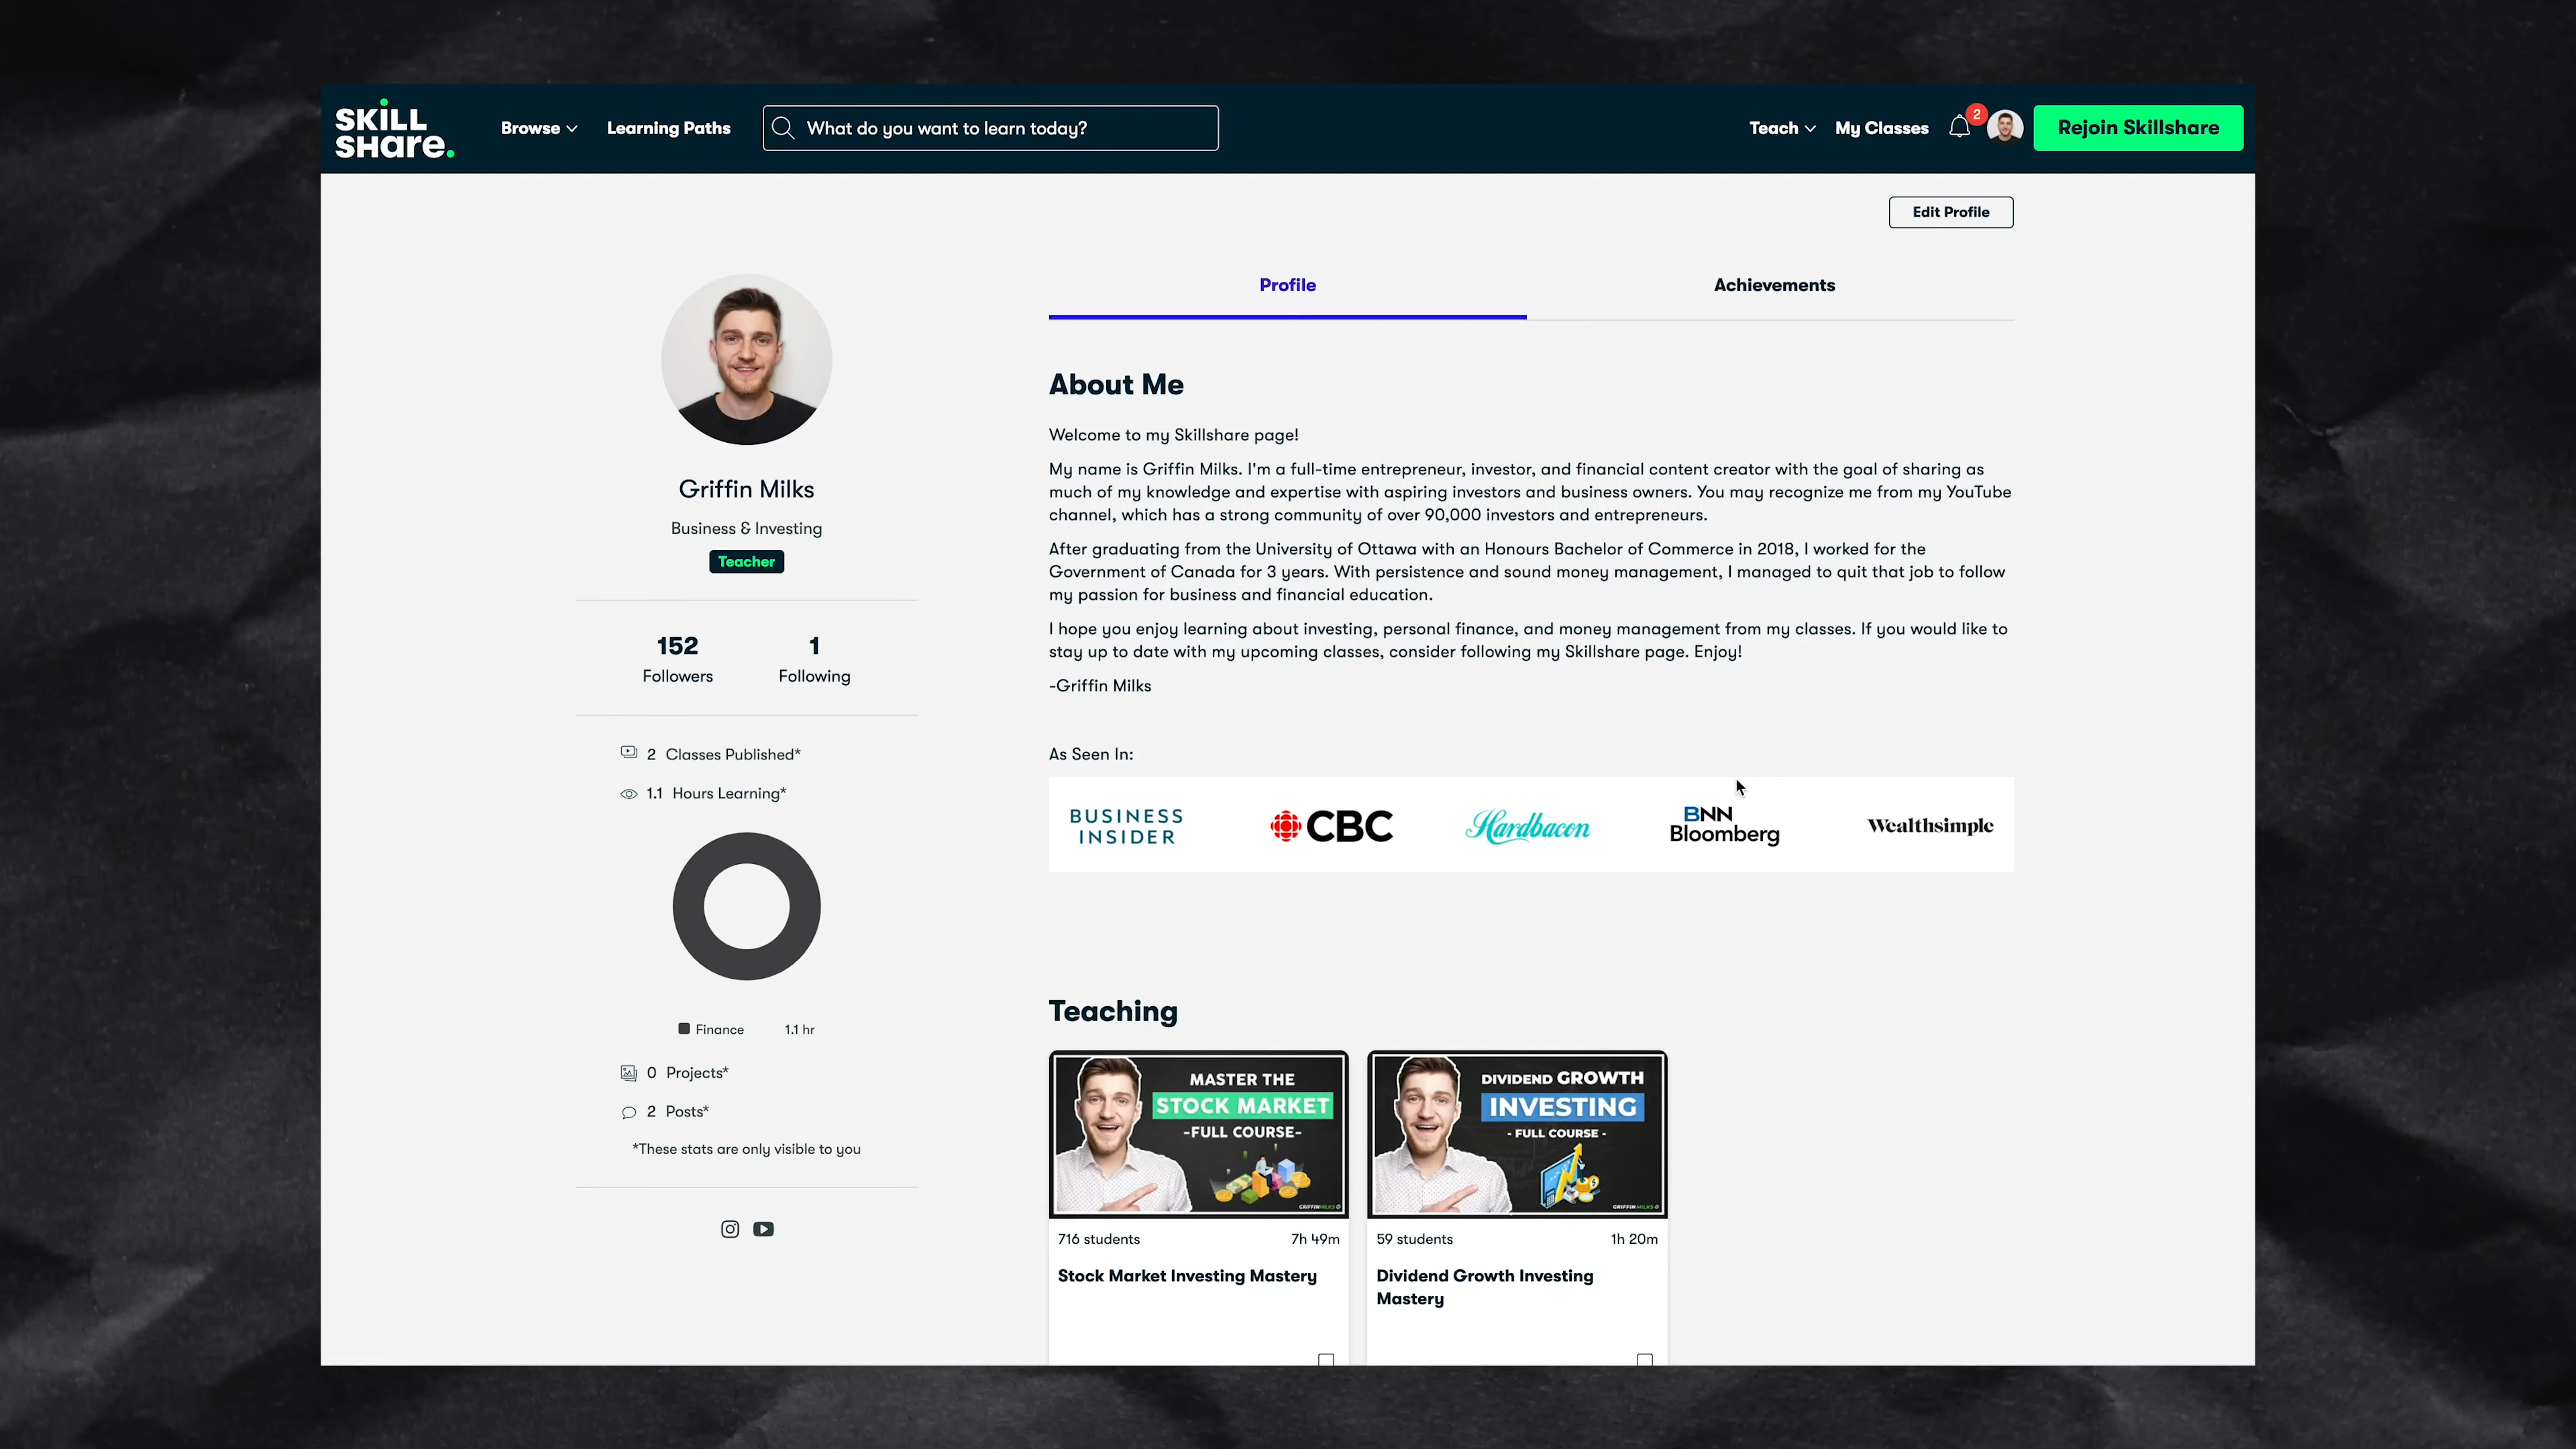 SKILL
SHare.
Browse
Learning Paths
What do you want to learn today?
Teach
My Classes
2
Rejoin Skillshare
Edit Profile
Griffin Milks
Business & Investing
Teacher
152
Followers
1
Following
2 Classes Published*
1.1 Hours Learning*
Finance 1.1 hr
0 Projects*
2 Posts*
*These stats are only visible to you
Profile
Achievements
About Me
Welcome to my Skillshare page!
My name is Griffin Milks. I'm a full-time entrepreneur, investor, and financial content creator with the goal of sharing as
much of my knowledge and expertise with aspiring investors and business owners. You may recognize me from my YouTube
channel, which has a strong community of over 90,000 investors and entrepreneurs.
After graduating from the University of Ottawa with an Honours Bachelor of Commerce in 2018, I worked for the
Government of Canada for 3 years. With persistence and sound money management, I managed to quit that job to follow
my passion for business and financial education.
I hope you enjoy learning about investing, personal finance, and money management from my classes. If you would like to
stay up to date with my upcoming classes, consider following my Skillshare page. Enjoy!
-Griffin Milks
As Seen In:
BUSINESS
INSIDER
CBC
Hardbacon
BNN
Bloomberg
Wealthsimple
Teaching
MASTER THE
STOCK MARKET
-FULL COURSE-
GRIFFINMILKS
716 students 7h 49m
Stock Market Investing Mastery
DIVIDEND GROWTH
INVESTING
- FULL COURSE -
GRIFFINMILKS
59 students 1h 20m
Dividend Growth Investing
Mastery